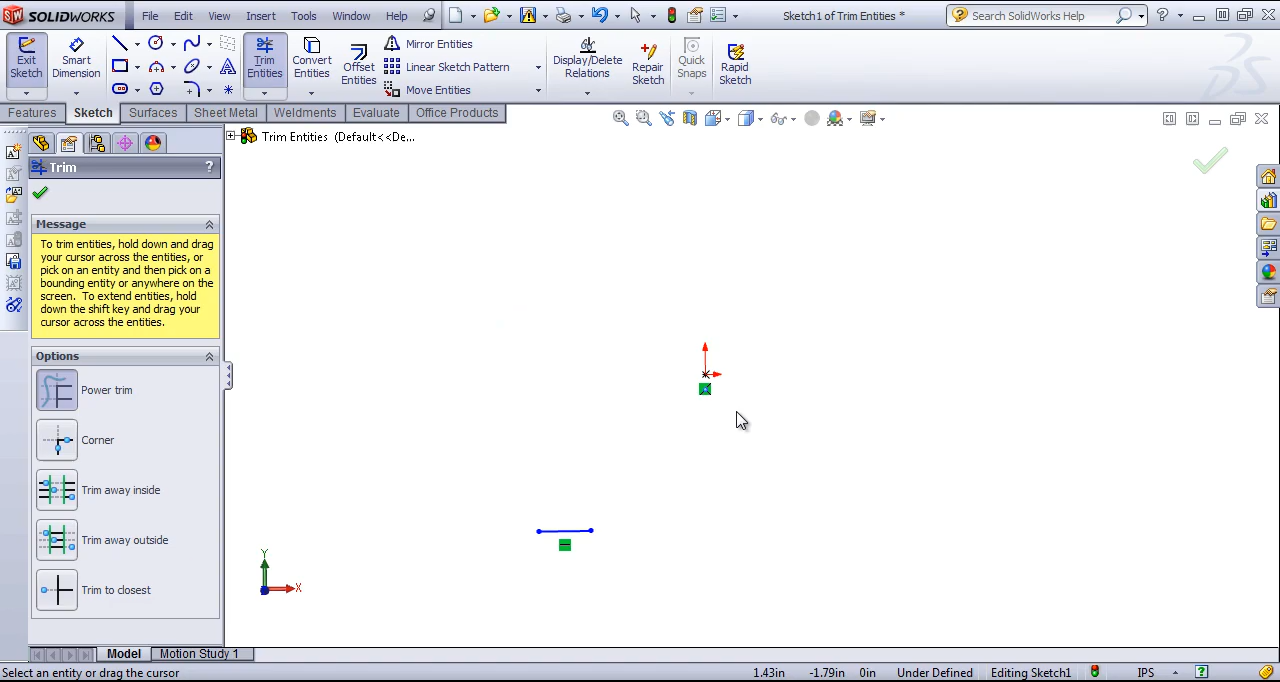 SOLIDWORKS File Edit View Insert Tools Window Help Sketch1 of Trim Entities * Search SolidWorks Help
Exit Sketch
Smart Dimension
Trim Entities
Convert Entities
Offset Entities
Mirror Entities
Linear Sketch Pattern
Move Entities
Display/Delete Relations
Repair Sketch
Quick Snaps
Rapid Sketch
Features Sketch Surfaces Sheet Metal Weldments Evaluate Office Products
Trim Entities (Default<<De...
Trim ?
Message
To trim entities, hold down and drag
your cursor across the entities, or
pick on an entity and then pick on a
bounding entity or anywhere on the
screen. To extend entities, hold
down the shift key and drag your
cursor across the entities.
Options
Power trim
Corner
Trim away inside
Trim away outside
Trim to closest
Y
X
Model Motion Study 1
Select an entity or drag the cursor 1.43in -1.79in 0in Under Defined Editing Sketch1 IPS